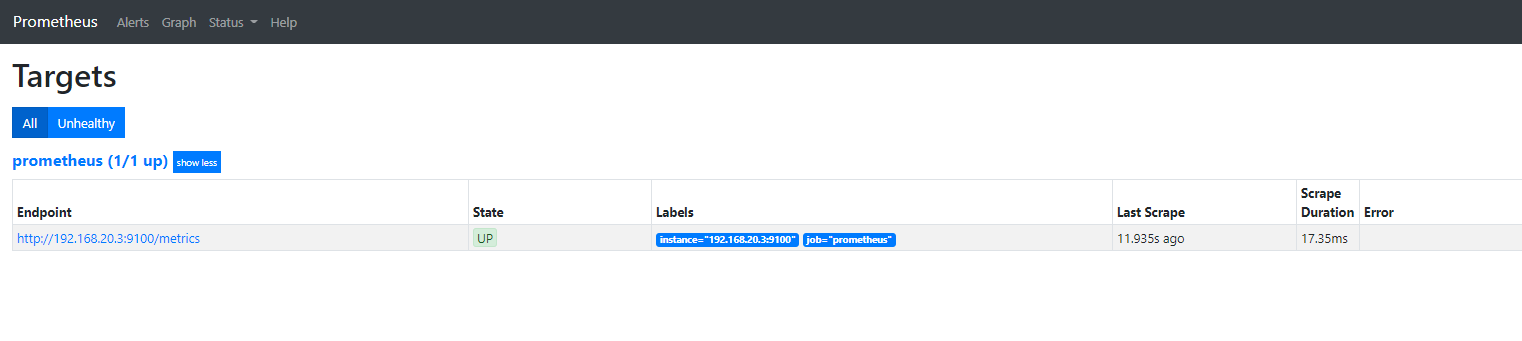 Prometheus Alerts Graph Status Help
Targets
All Unhealthy
prometheus (1/1 up) show less
Endpoint State Labels Last Scrape Scrape Duration Error
http://192.168.20.3:9100/metrics UP instance="192.168.20.3:9100" job="prometheus" 11.935s ago 17.35ms